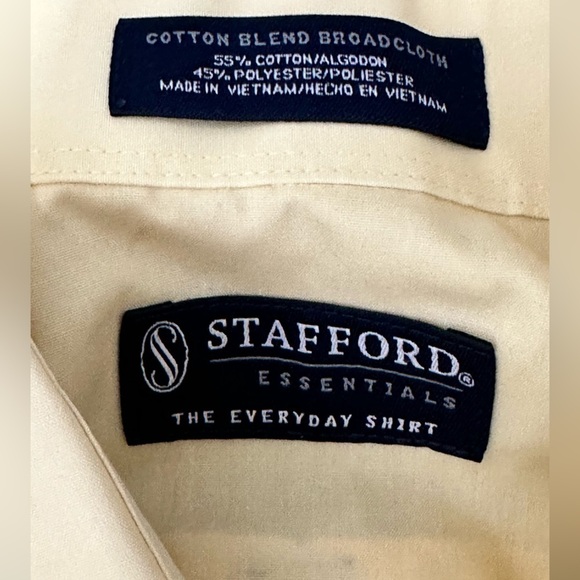 COTTON BLEND BROADCLOTH
55% COTTON/ALGODON
45% POLYESTER/POLIESTER
MADE IN VIETNAM/HECHO EN VIETNAM
S STAFFORD®
ESSENTIALS
THE EVERYDAY SHIRT